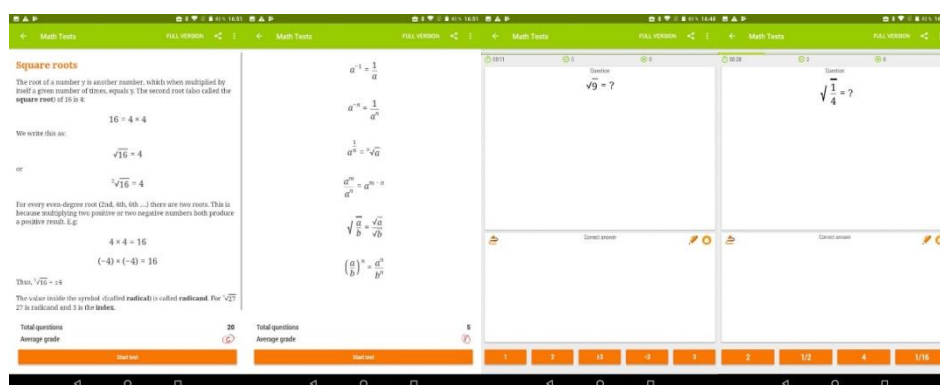 16:51
Math Tests
FULL VERSION
Square roots
The root of a number y is another number, which when multiplied by
itself a given number of times, equals y. The second root (also called the
square root) of 16 is 4:
16 = 4 × 4
We write this as:
√16 = 4
or
²√16 = 4
For every even-degree root (2nd, 4th, 6th ...) there are two roots. This is
because multiplying two positive or two negative numbers both produce
a positive result. E.g:
4 × 4 = 16
(−4) × (−4) = 16
Thus, ²√16 = ±4
The value inside the symbol √(called radical) is called radicand. For ³√27
27 is radicand and 3 is the index.
Total questions 20
Average grade
Start test
16:51
Math Tests
FULL VERSION
a⁻¹ = 1/a
a⁻ⁿ = 1/aⁿ
a^(1/n) = ⁿ√a
aᵐ/aⁿ = aᵐ⁻ⁿ
√(a/b) = √a/√b
(a/b)ⁿ = aⁿ/bⁿ
Total questions 5
Average grade
Start test
16:48
Math Tests
FULL VERSION
Question
√9 = ?
Correct answer
±3
-3
3
Math Tests
FULL VERSION
Question
√(1/4) = ?
Correct answer
2
1/2
4
1/16